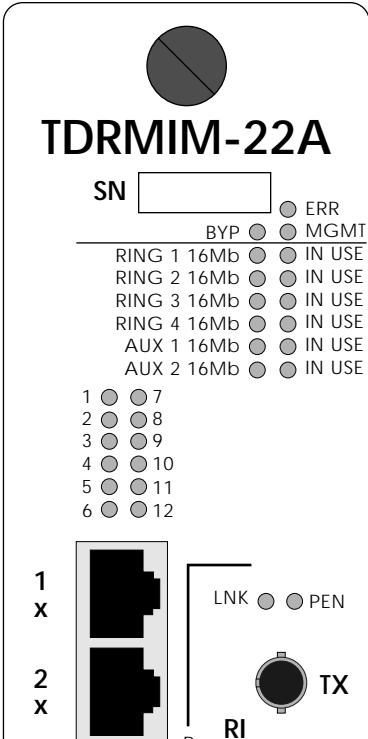 TDRMIM-22A
SN
ERR
BYP MGMT
RING 1 16Mb IN USE
RING 2 16Mb IN USE
RING 3 16Mb IN USE
RING 4 16Mb IN USE
AUX 1 16Mb IN USE
AUX 2 16Mb IN USE
1 7
2 8
3 9
4 10
5 11
6 12
1
x
LNK PEN
2
x
TX
RI